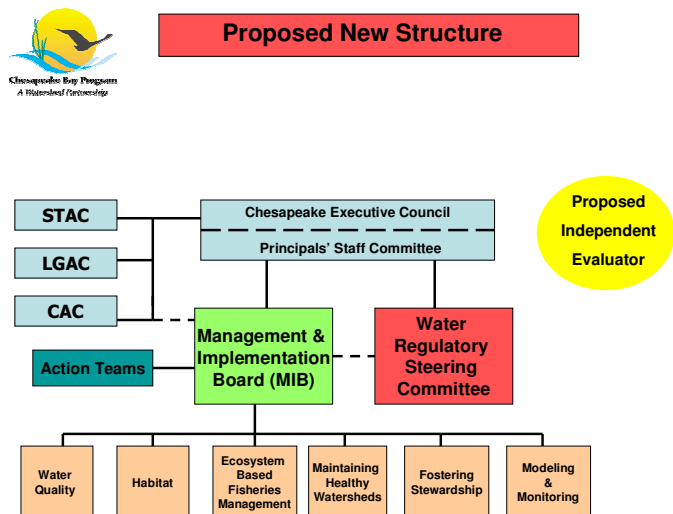 Proposed New Structure
Chesapeake Bay Program
A Watershed Partnership
STAC
LGAC
CAC
Action Teams
Chesapeake Executive Council
Principals' Staff Committee
Proposed
Independent
Evaluator
Management &
Implementation
Board (MIB)
Water
Regulatory
Steering
Committee
Water
Quality
Habitat
Ecosystem
Based
Fisheries
Management
Maintaining
Healthy
Watersheds
Fostering
Stewardship
Modeling
&
Monitoring